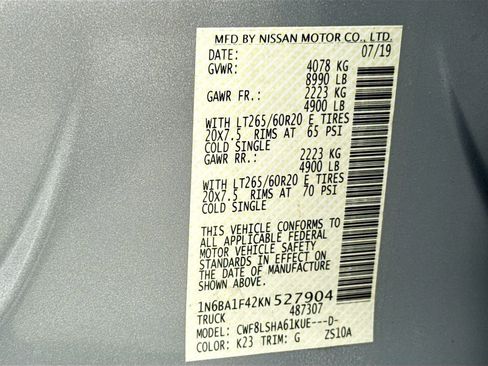 MFD BY NISSAN MOTOR CO., LTD.
DATE: 07/19
GVWR: 4078 KG
8990 LB
GAWR FR.: 2223 KG
4900 LB
WITH LT265/60R20 E TIRES
20X7.5 RIMS AT 65 PSI
COLD SINGLE
GAWR RR.: 2223 KG
4900 LB
WITH LT265/60R20 E TIRES
20X7.5 RIMS AT 70 PSI
COLD SINGLE
THIS VEHICLE CONFORMS TO
ALL APPLICABLE FEDERAL
MOTOR VEHICLE SAFETY
STANDARDS IN EFFECT ON
THE DATE OF MANUFACTURE
SHOWN ABOVE.
1N6BA1F42KN527904
TRUCK 487307
MODEL: CWF8LSHA61KUE---D-
COLOR: K23 TRIM: G ZS10A